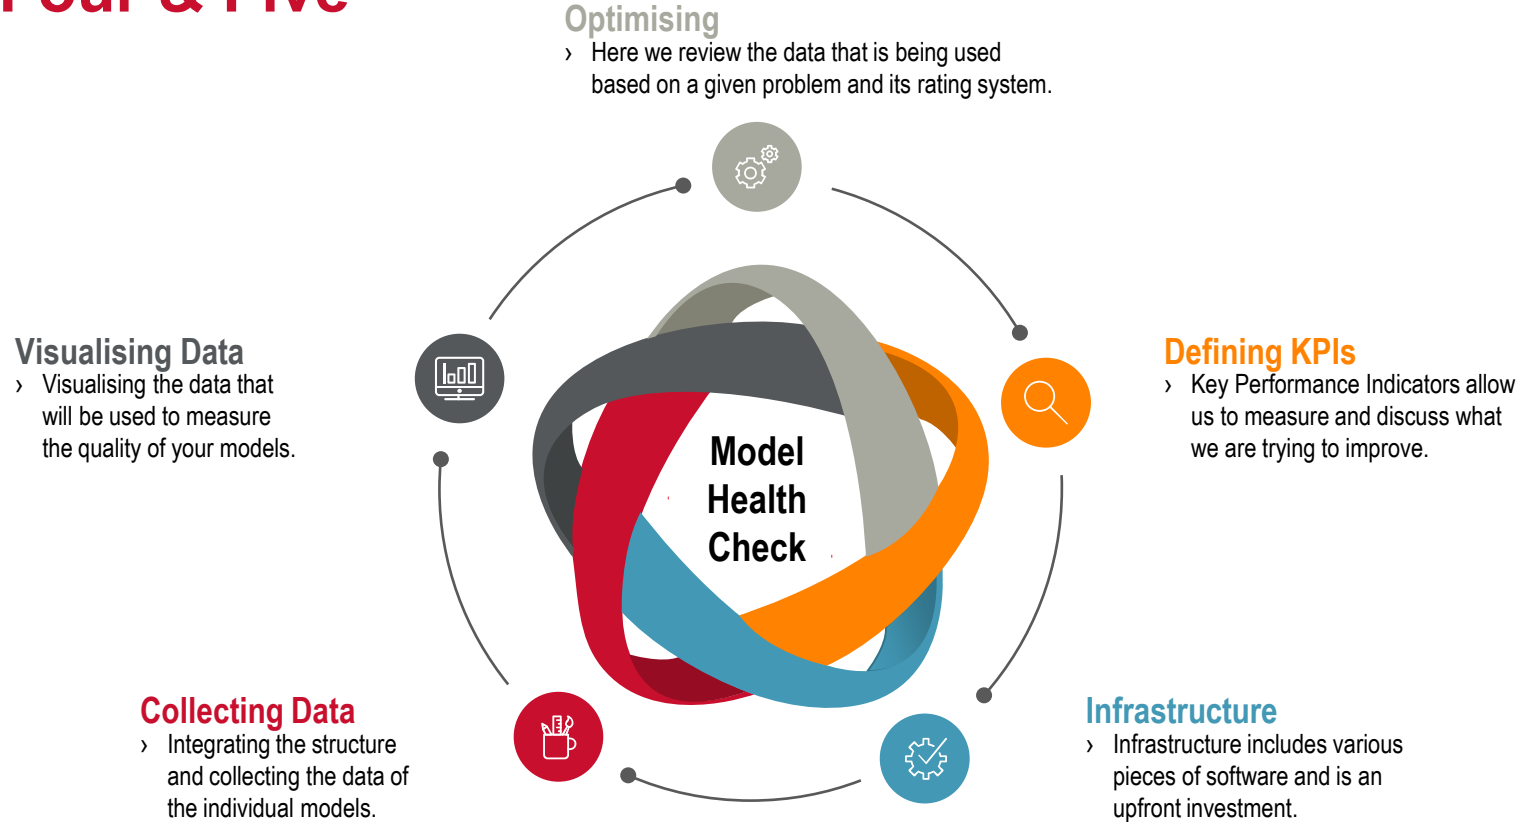 Four & Five
Optimising
› Here we review the data that is being used
based on a given problem and its rating system.
Visualising Data
› Visualising the data that
will be used to measure
the quality of your models.
Defining KPIs
› Key Performance Indicators allow
us to measure and discuss what
we are trying to improve.
Model
Health
Check
Collecting Data
› Integrating the structure
and collecting the data of
the individual models.
Infrastructure
› Infrastructure includes various
pieces of software and is an
upfront investment.